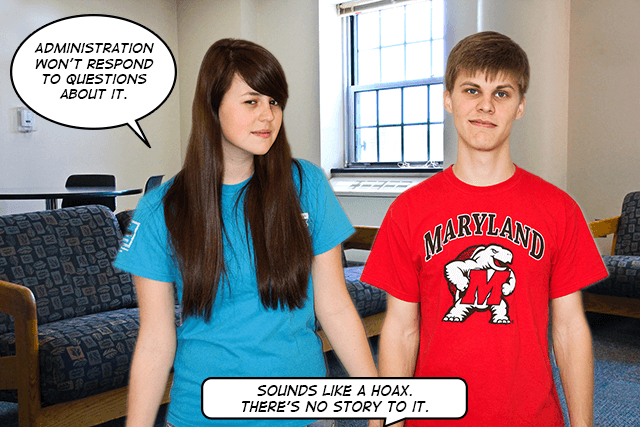 ADMINISTRATION
WON'T RESPOND
TO QUESTIONS
ABOUT IT.
MARYLAND
M
SOUNDS LIKE A HOAX.
THERE'S NO STORY TO IT.